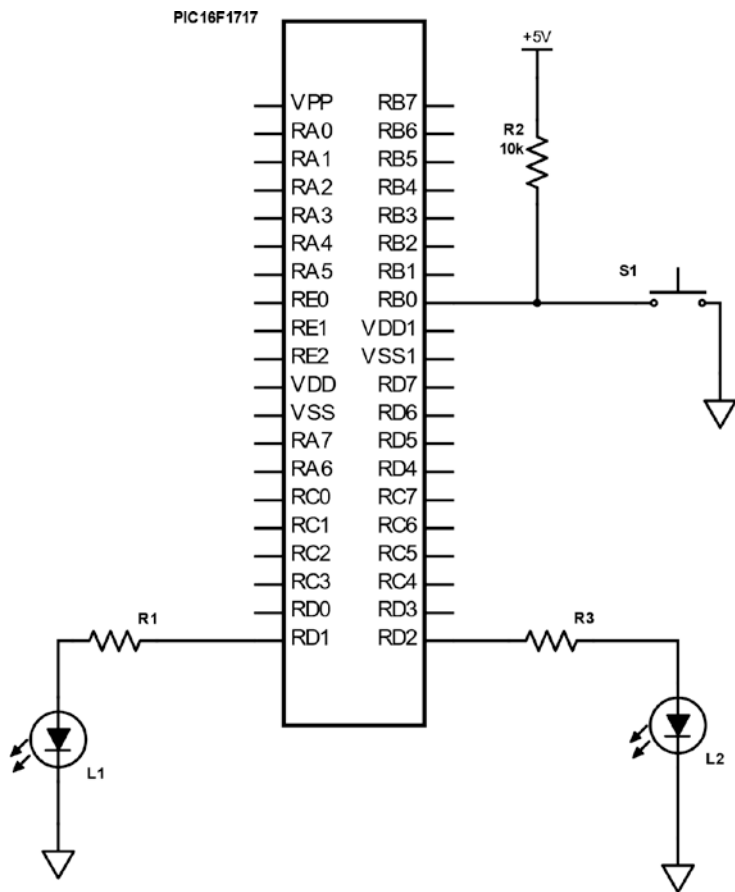 PIC16F1717
+5V
R2
10k
VPP RB7
RA0 RB6
RA1 RB5
RA2 RB4
RA3 RB3
RA4 RB2
RA5 RB1
S1
RE0 RB0
RE1 VDD1
RE2 VSS1
VDD RD7
VSS RD6
RA7 RD5
RA6 RD4
RC0 RC7
RC1 RC6
RC2 RC5
RC3 RC4
RD0 RD3
R1
R3
RD1 RD2
L1
L2